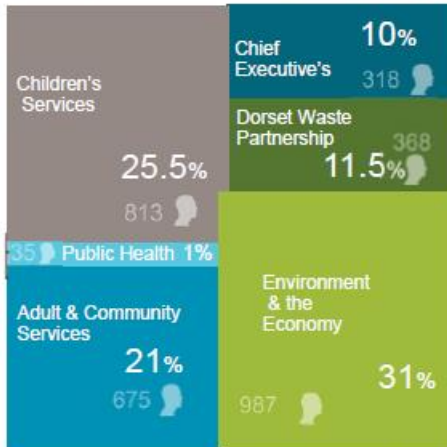 Children's
Services
25.5%
813
Chief
Executive's
10%
318
Dorset Waste
Partnership
368
11.5%
35 Public Health 1%
Adult & Community
Services
21%
675
Environment
& the
Economy
31%
987